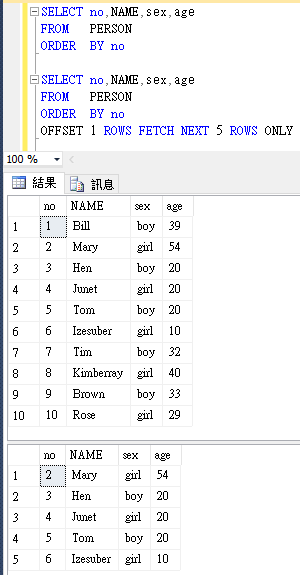 SELECT no,NAME,sex,age
FROM PERSON
ORDER BY no
SELECT no,NAME,sex,age
FROM PERSON
ORDER BY no
OFFSET 1 ROWS FETCH NEXT 5 ROWS ONLY
100 %
結果 訊息
no NAME sex age
1 1 Bill boy 39
2 2 Mary girl 54
3 3 Hen boy 20
4 4 Junet girl 20
5 5 Tom boy 20
6 6 Izesuber girl 10
7 7 Tim boy 32
8 8 Kimberray girl 40
9 9 Brown boy 33
10 10 Rose girl 29
no NAME sex age
1 2 Mary girl 54
2 3 Hen boy 20
3 4 Junet girl 20
4 5 Tom boy 20
5 6 Izesuber girl 10